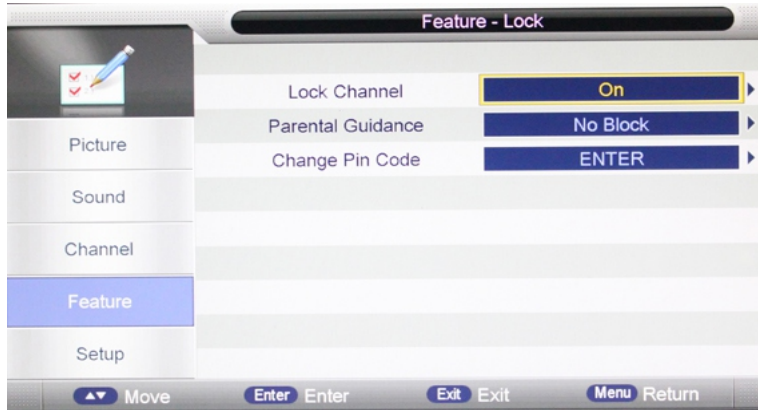 Feature - Lock
Lock Channel On
Parental Guidance No Block
Change Pin Code ENTER
Picture
Sound
Channel
Feature
Setup
Move Enter Enter Exit Exit Menu Return